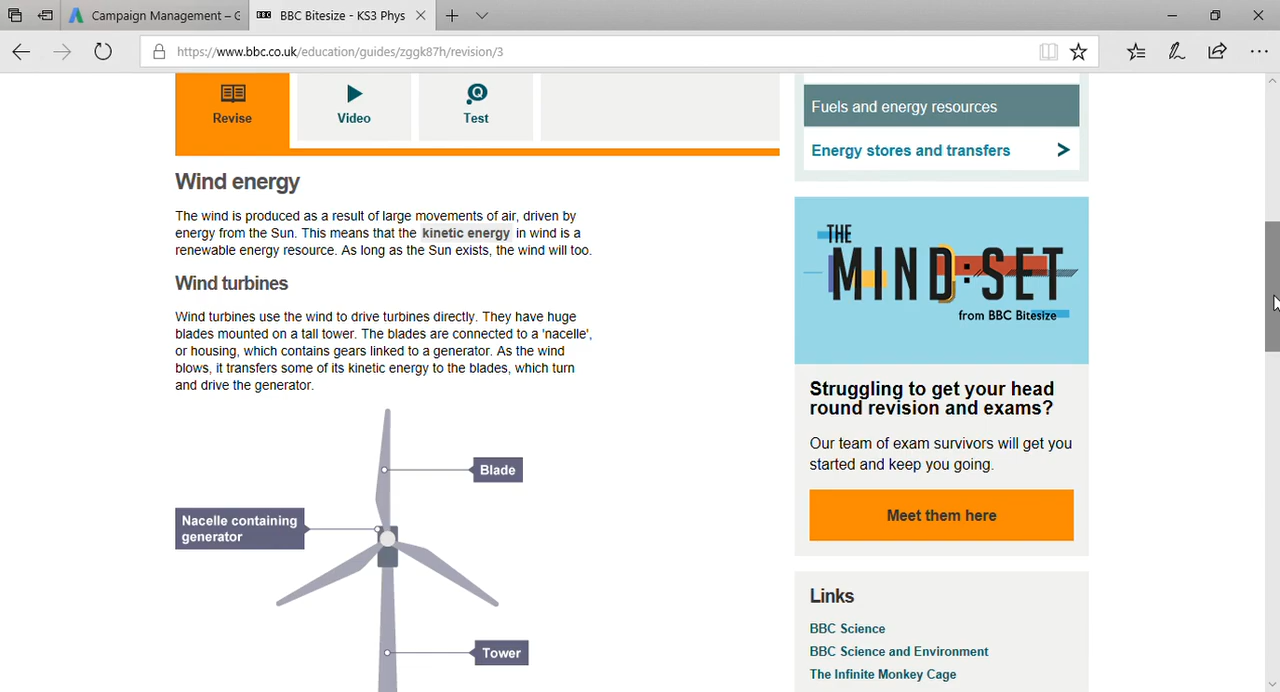 Campaign Management – G
BBC Bitesize - KS3 Phys
https://www.bbc.co.uk/education/guides/zggk87h/revision/3
Revise
Video
Test
Wind energy
The wind is produced as a result of large movements of air, driven by
energy from the Sun. This means that the kinetic energy in wind is a
renewable energy resource. As long as the Sun exists, the wind will too.
Wind turbines
Wind turbines use the wind to drive turbines directly. They have huge
blades mounted on a tall tower. The blades are connected to a 'nacelle',
or housing, which contains gears linked to a generator. As the wind
blows, it transfers some of its kinetic energy to the blades, which turn
and drive the generator.
Blade
Nacelle containing
generator
Tower
Fuels and energy resources
Energy stores and transfers
THE
MIND:SET
from BBC Bitesize
Struggling to get your head
round revision and exams?
Our team of exam survivors will get you
started and keep you going.
Meet them here
Links
BBC Science
BBC Science and Environment
The Infinite Monkey Cage